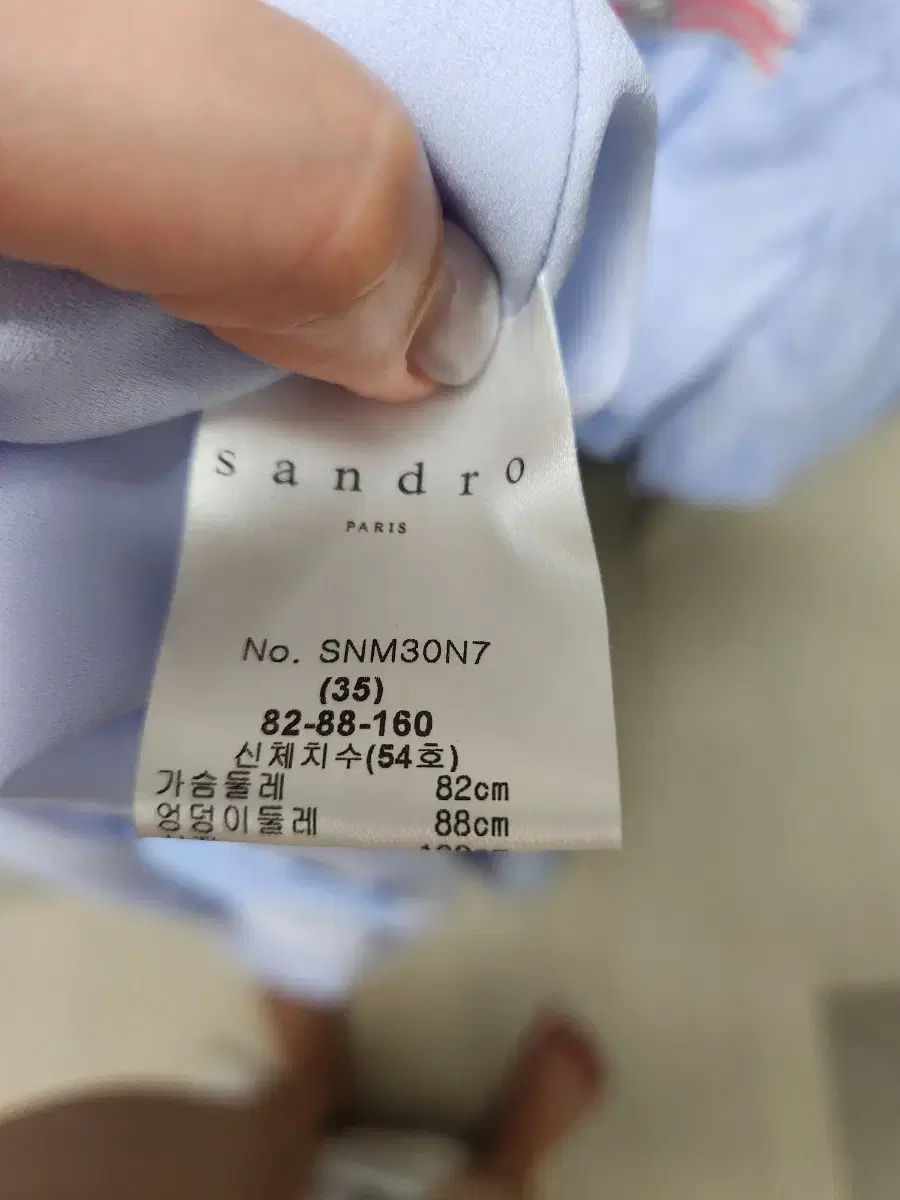 sandro
PARIS
No. SNM30N7
(35)
82-88-160
신체치수(54호)
가슴둘레 82cm
엉덩이둘레 88cm